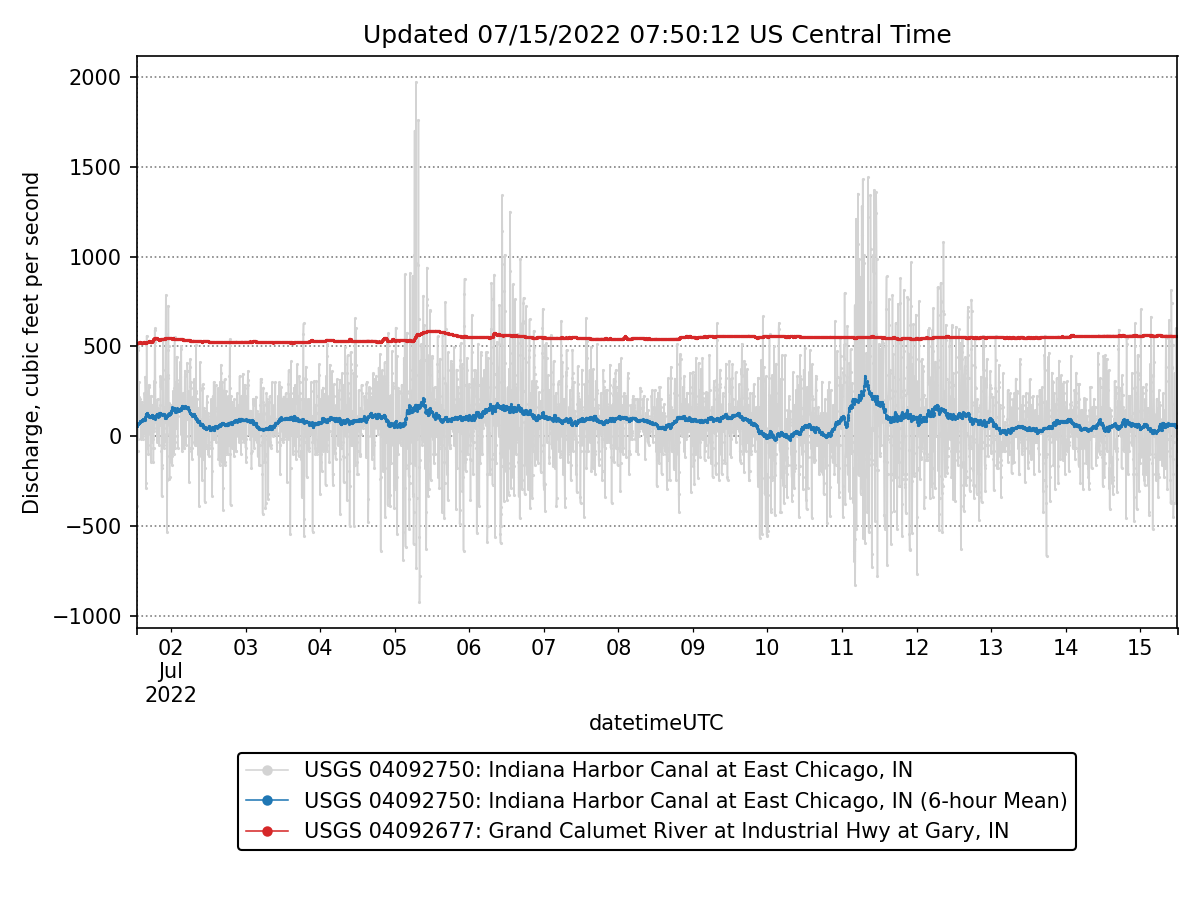 Updated 07/15/2022 07:50:12 US Central Time
Discharge, cubic feet per second
2000
1500
1000
500
0
−500
−1000
02 03 04 05 06 07 08 09 10 11 12 13 14 15
Jul
2022
datetimeUTC
USGS 04092750: Indiana Harbor Canal at East Chicago, IN
USGS 04092750: Indiana Harbor Canal at East Chicago, IN (6-hour Mean)
USGS 04092677: Grand Calumet River at Industrial Hwy at Gary, IN